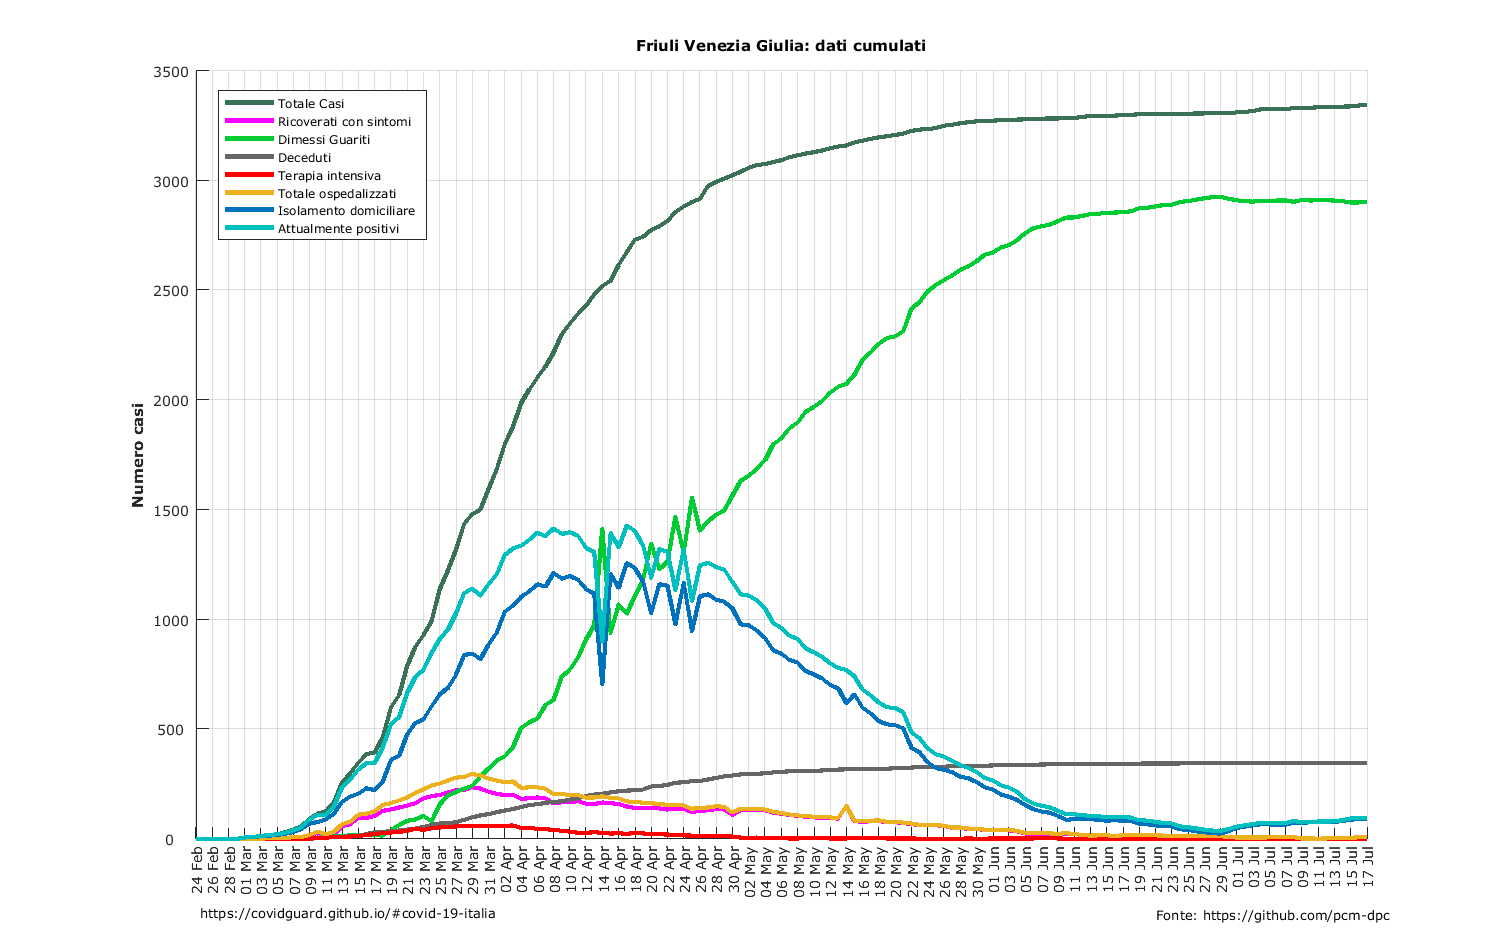 Friuli Venezia Giulia: dati cumulati
3500
3000
2500
2000
1500
1000
500
0
Numero casi
Totale Casi
Ricoverati con sintomi
Dimessi Guariti
Deceduti
Terapia intensiva
Totale ospedalizzati
Isolamento domiciliare
Attualmente positivi
24 Feb
26 Feb
28 Feb
01 Mar
03 Mar
05 Mar
07 Mar
09 Mar
11 Mar
13 Mar
15 Mar
17 Mar
19 Mar
21 Mar
23 Mar
25 Mar
27 Mar
29 Mar
31 Mar
02 Apr
04 Apr
06 Apr
08 Apr
10 Apr
12 Apr
14 Apr
16 Apr
18 Apr
20 Apr
22 Apr
24 Apr
26 Apr
28 Apr
30 Apr
02 May
04 May
06 May
08 May
10 May
12 May
14 May
16 May
18 May
20 May
22 May
24 May
26 May
28 May
30 May
01 Jun
03 Jun
05 Jun
07 Jun
09 Jun
11 Jun
13 Jun
15 Jun
17 Jun
19 Jun
21 Jun
23 Jun
25 Jun
27 Jun
29 Jun
01 Jul
03 Jul
05 Jul
07 Jul
09 Jul
11 Jul
13 Jul
15 Jul
17 Jul
https://covidguard.github.io/#covid-19-italia
Fonte: https://github.com/pcm-dpc